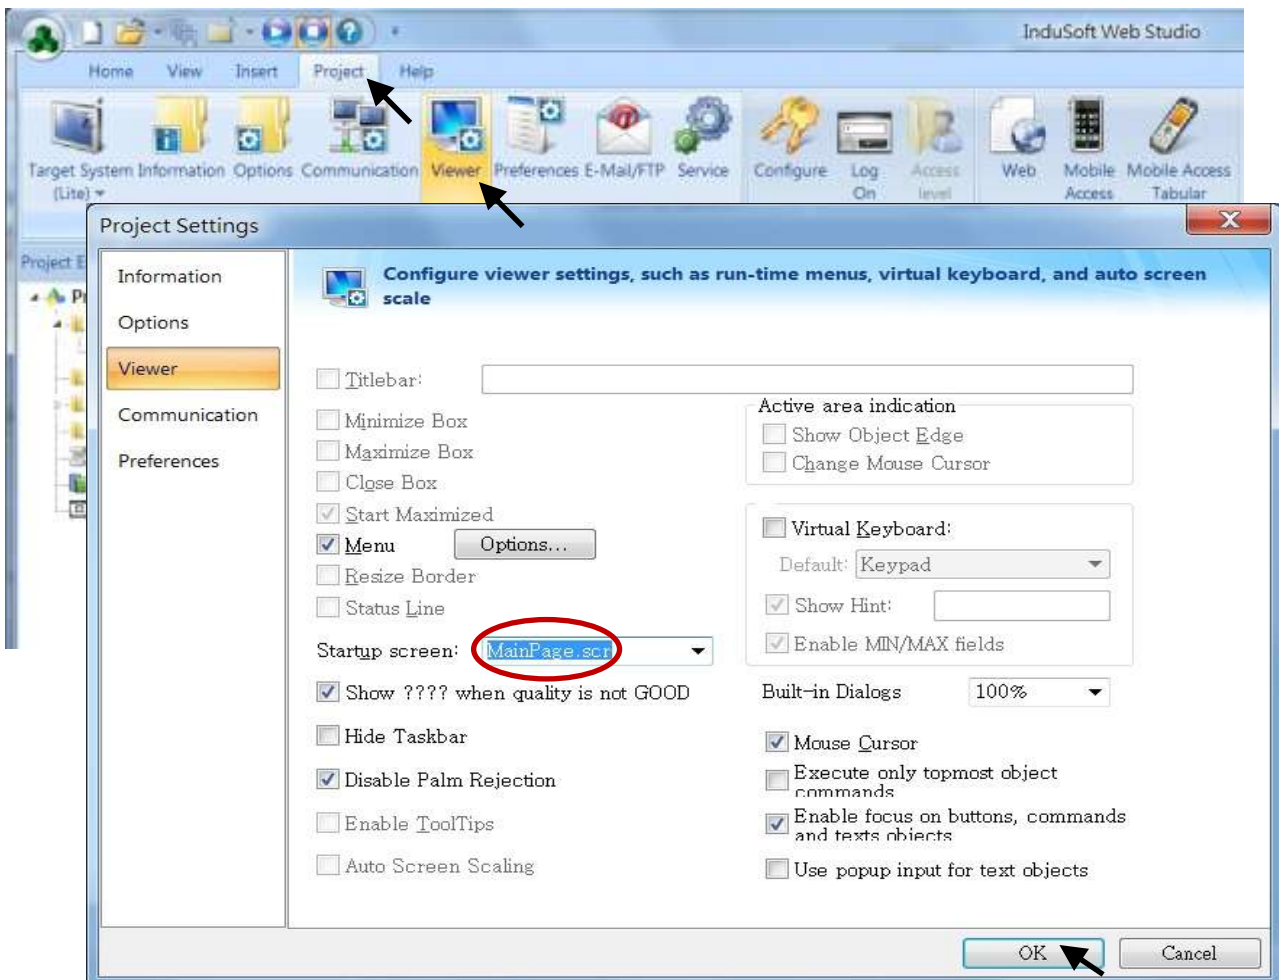 InduSoft Web Studio
Home View Insert Project Help
Target System Information Options Communication Viewer Preferences E-Mail/FTP Service Configure Log Access Web Mobile Mobile Access
(Lite) On level Access Tabular
Project Settings
X
Project E
Information
Configure viewer settings, such as run-time menus, virtual keyboard, and auto screen
scale
Options
Viewer
Communication
Preferences
Titlebar:
Minimize Box
Maximize Box
Close Box
Start Maximized
Menu Options...
Resize Border
Status Line
Startup screen: MainPage.scr
Show ???? when quality is not GOOD
Hide Taskbar
Disable Palm Rejection
Enable ToolTips
Auto Screen Scaling
Active area indication
Show Object Edge
Change Mouse Cursor
Virtual Keyboard:
Default: Keypad
Show Hint:
Enable MIN/MAX fields
Built-in Dialogs 100%
Mouse Cursor
Execute only topmost object
commands
Enable focus on buttons, commands
and texts objects
Use popup input for text objects
OK Cancel